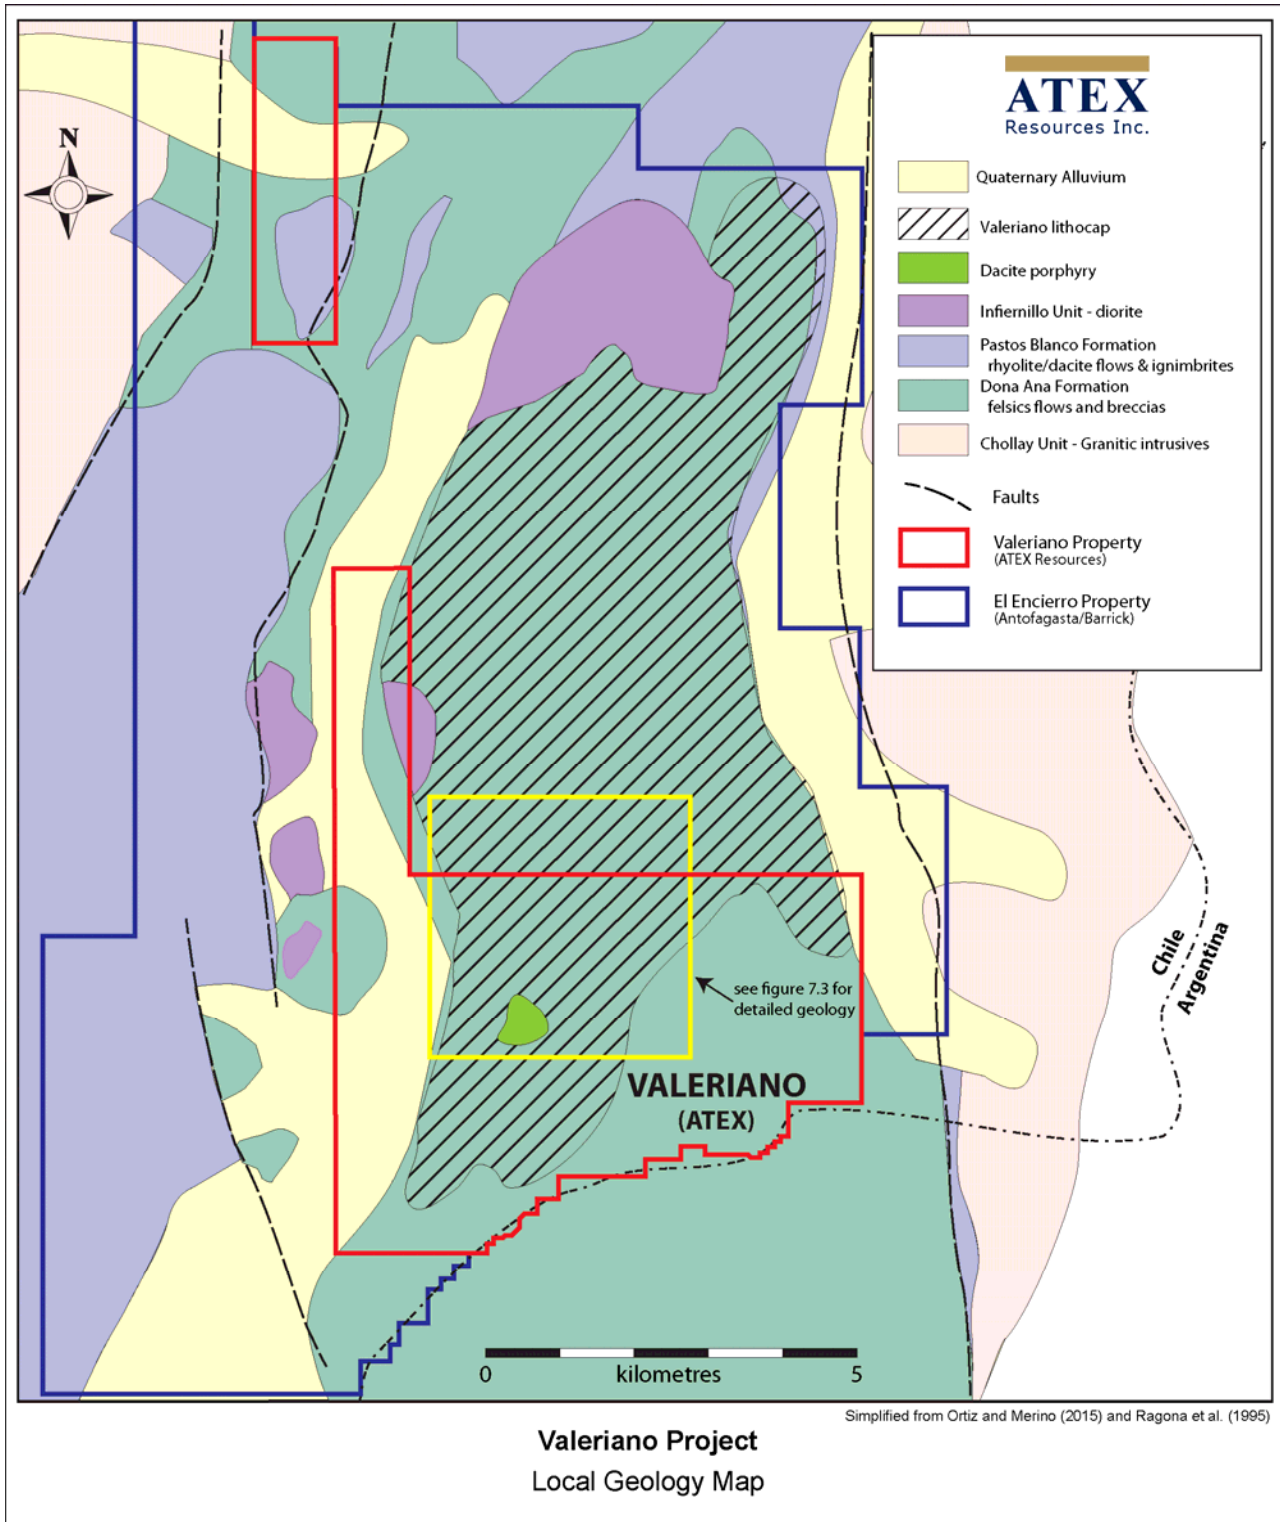 N
ATEX
Resources Inc.
Quaternary Alluvium
Valeriano lithocap
Dacite porphyry
Infiernillo Unit - diorite
Pastos Blanco Formation
rhyolite/dacite flows & ignimbrites
Dona Ana Formation
felsics flows and breccias
Chollay Unit - Granitic intrusives
Faults
Valeriano Property
(ATEX Resources)
El Encierro Property
(Antofagasta/Barrick)
Chile
Argentina
see figure 7.3 for
detailed geology
VALERIANO
(ATEX)
0 kilometres 5
Simplified from Ortiz and Merino (2015) and Ragona et al. (1995)
Valeriano Project
Local Geology Map